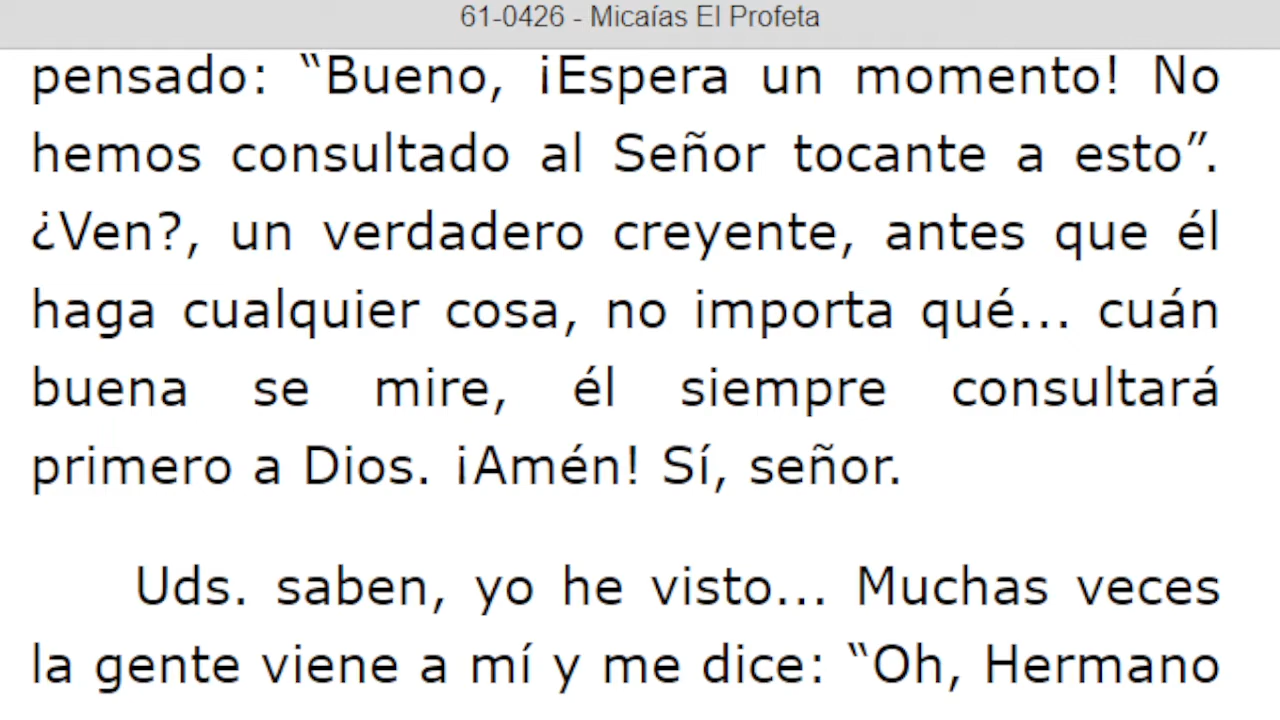 61-0426 - Micaías El Profeta
pensado: “Bueno, ¡Espera un momento! No
hemos consultado al Señor tocante a esto”.
¿Ven?, un verdadero creyente, antes que él
haga cualquier cosa, no importa qué... cuán
buena se mire, él siempre consultará
primero a Dios. ¡Amén! Sí, señor.
Uds. saben, yo he visto... Muchas veces
la gente viene a mí y me dice: “Oh, Hermano